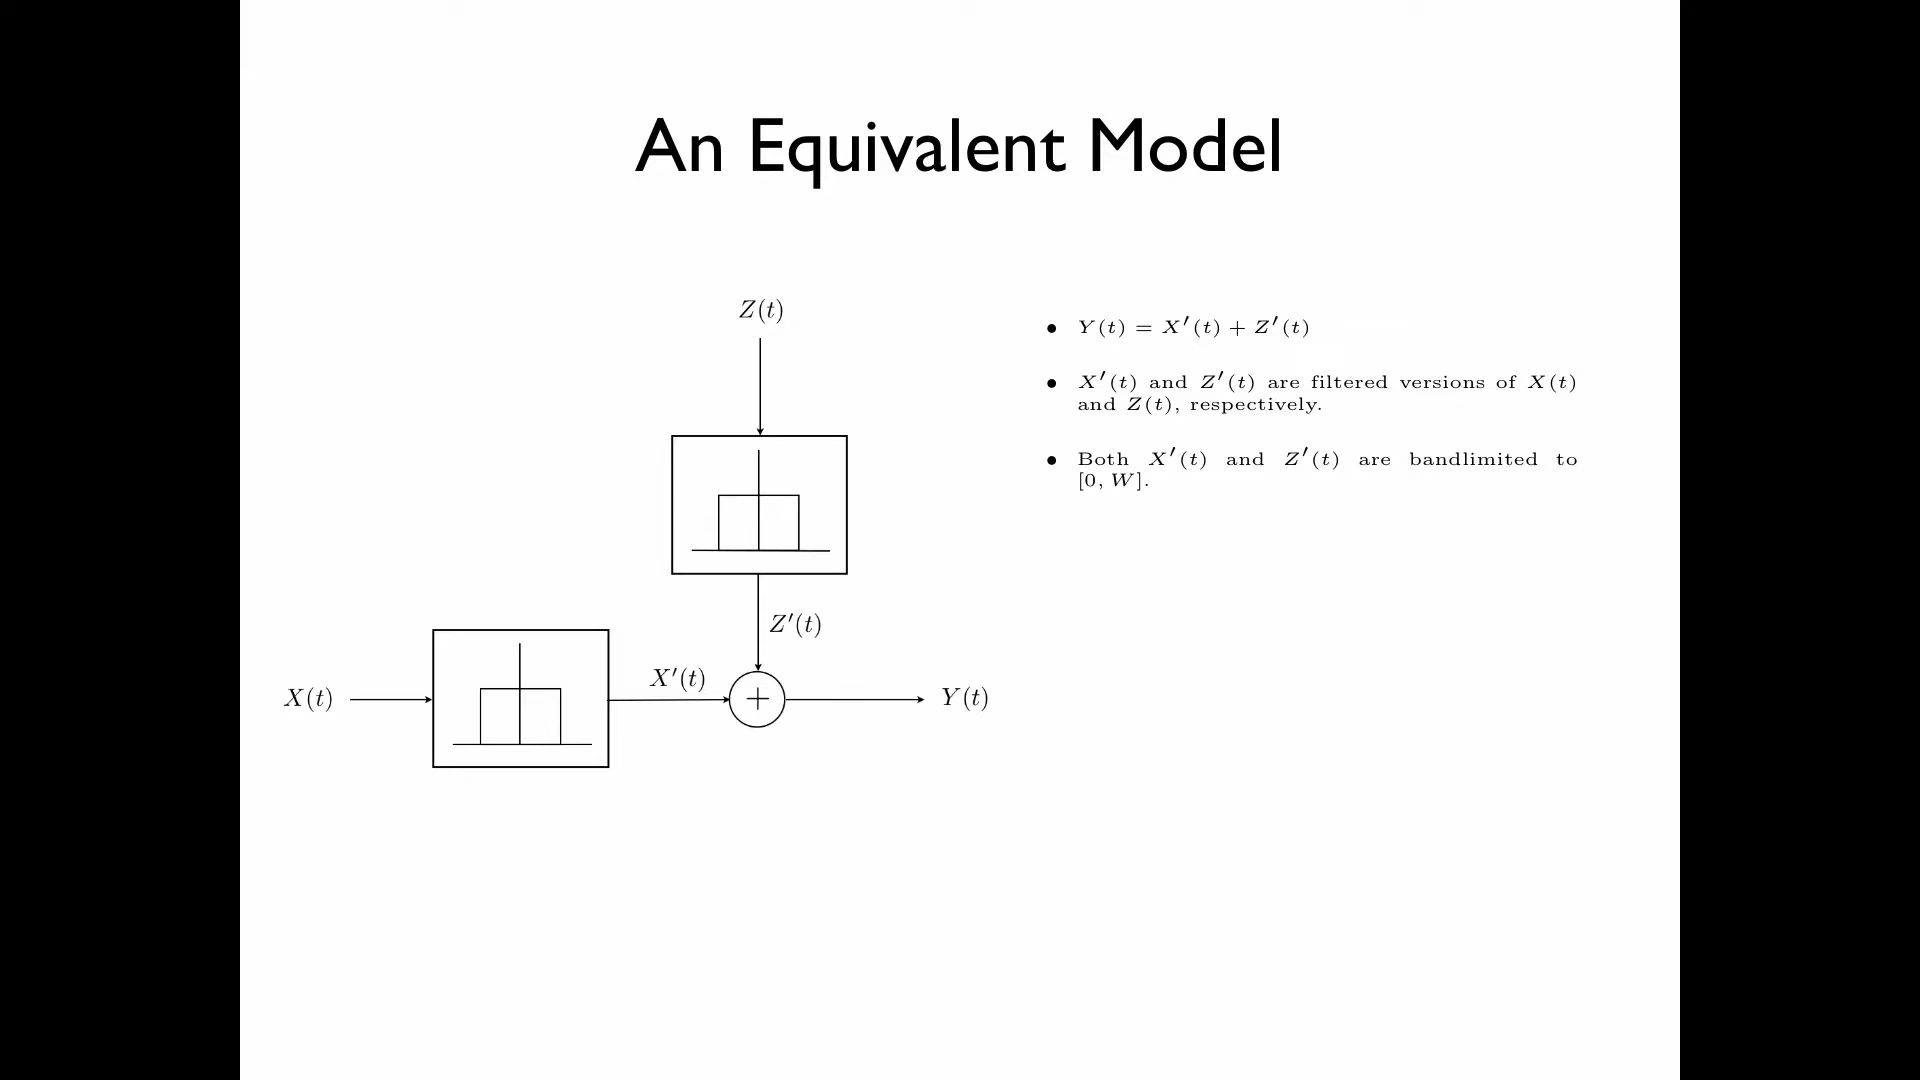 An Equivalent Model
Z(t)
Z′(t)
X(t)
X′(t)
+
Y(t)
• Y(t) = X′(t) + Z′(t)
• X′(t) and Z′(t) are filtered versions of X(t)
and Z(t), respectively.
• Both X′(t) and Z′(t) are bandlimited to
[0, W].